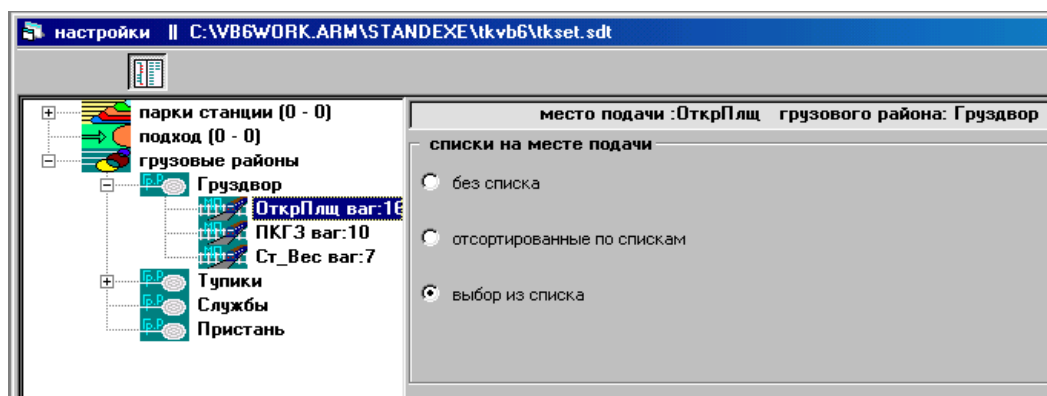 настройки || C:\VB6WORK.ARM\STANDEXE\tkvb6\tkset.sdt
парки станции (0 - 0)
подход (0 - 0)
грузовые районы
Груздвор
ОткрПлщ ваг:16
ПКГЗ ваг:10
Ст_Вес ваг:7
Тупики
Службы
Пристань
место подачи :ОткрПлщ грузового района: Груздвор
списки на месте подачи
без списка
отсортированные по спискам
выбор из списка